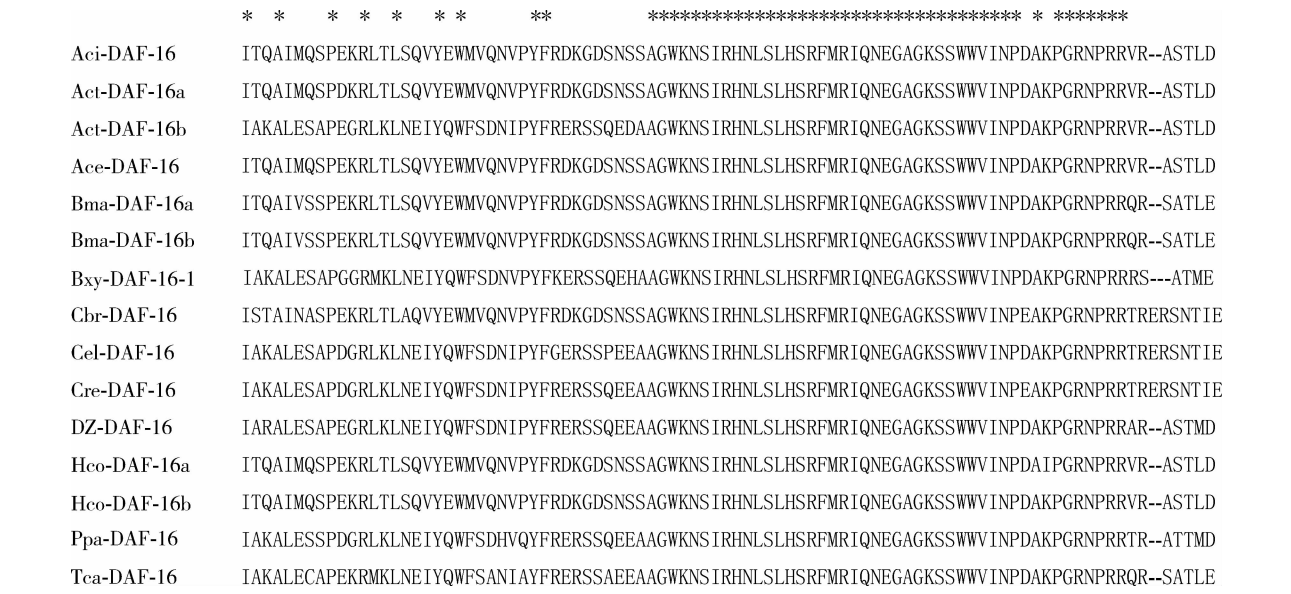 * * * * * * * ** *********************************** * *******
Aci-DAF-16 ITQAIMQSPEKRLTLSQVYEWMVQNVPYFRDKGDSNSSAGWKNSIRHNLSLHSRFMRIQNEGAGKSSWWVINPDAKPGRNPRRVR--ASTLD
Act-DAF-16a ITQAIMQSPDKRLTLSQVYEWMVQNVPYFRDKGDSNSSAGWKNSIRHNLSLHSRFMRIQNEGAGKSSWWVINPDAKPGRNPRRVR--ASTLD
Act-DAF-16b IAKALESAPEGRLKLNEIYQWFSDNIPYFRERSSQEDAAGWKNSIRHNLSLHSRFMRIQNEGAGKSSWWVINPDAKPGRNPRRVR--ASTLD
Ace-DAF-16 ITQAIMQSPEKRLTLSQVYEWMVQNVPYFRDKGDSNSSAGWKNSIRHNLSLHSRFMRIQNEGAGKSSWWVINPDAKPGRNPRRVR--ASTLD
Bma-DAF-16a ITQAIVSSPEKRLTLSQVYEWMVQNVPYFRDKGDSNSSAGWKNSIRHNLSLHSRFMRIQNEGAGKSSWWVINPDAKPGRNPRRQR--SATLE
Bma-DAF-16b ITQAIVSSPEKRLTLSQVYEWMVQNVPYFRDKGDSNSSAGWKNSIRHNLSLHSRFMRIQNEGAGKSSWWVINPDAKPGRNPRRQR--SATLE
Bxy-DAF-16-1 IAKALESAPGGRMKLNEIYQWFSDNVPYFKERSSQEHAAGWKNSIRHNLSLHSRFMRIQNEGAGKSSWWVINPDAKPGRNPRRRS---ATME
Cbr-DAF-16 ISTAINASPEKRLTLAQVYEWMVQNVPYFRDKGDSNSSAGWKNSIRHNLSLHSRFMRIQNEGAGKSSWWVINPEAKPGRNPRRTRERSNTIE
Cel-DAF-16 IAKALESAPDGRLKLNEIYQWFSDNIPYFGERSSPEEAAGWKNSIRHNLSLHSRFMRIQNEGAGKSSWWVINPDAKPGRNPRRTRERSNTIE
Cre-DAF-16 IAKALESAPDGRLKLNEIYQWFSDNIPYFRERSSQEEAAGWKNSIRHNLSLHSRFMRIQNEGAGKSSWWVINPEAKPGRNPRRTRERSNTIE
DZ-DAF-16 IARALESAPEGRLKLNEIYQWFSDNIPYFRERSSQEEAAGWKNSIRHNLSLHSRFMRIQNEGAGKSSWWVINPDAKPGRNPRRAR--ASTMD
Hco-DAF-16a ITQAIMQSPEKRLTLSQVYEWMVQNVPYFRDKGDSNSSAGWKNSIRHNLSLHSRFMRIQNEGAGKSSWWVINPDAIPGRNPRRVR--ASTLD
Hco-DAF-16b ITQAIMQSPEKRLTLSQVYEWMVQNVPYFRDKGDSNSSAGWKNSIRHNLSLHSRFMRIQNEGAGKSSWWVINPDAKPGRNPRRVR--ASTLD
Ppa-DAF-16 IAKALESSPDGRLKLNEIYQWFSDHVQYFRERSSQEEAAGWKNSIRHNLSLHSRFMRIQNEGAGKSSWWVINPDAKPGRNPRRTR--ATTMD
Tca-DAF-16 IAKALECAPEKRMKLNEIYQWFSANIAYFRERSSAEEAAGWKNSIRHNLSLHSRFMRIQNEGAGKSSWWVINPDAKPGRNPRRQR--SATLE